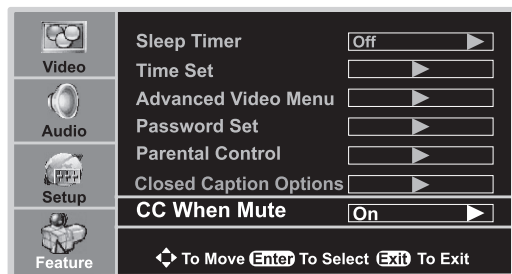 Video
Audio
Setup
Feature
Sleep Timer Off
Time Set
Advanced Video Menu
Password Set
Parental Control
Closed Caption Options
CC When Mute On
To Move Enter To Select Exit To Exit